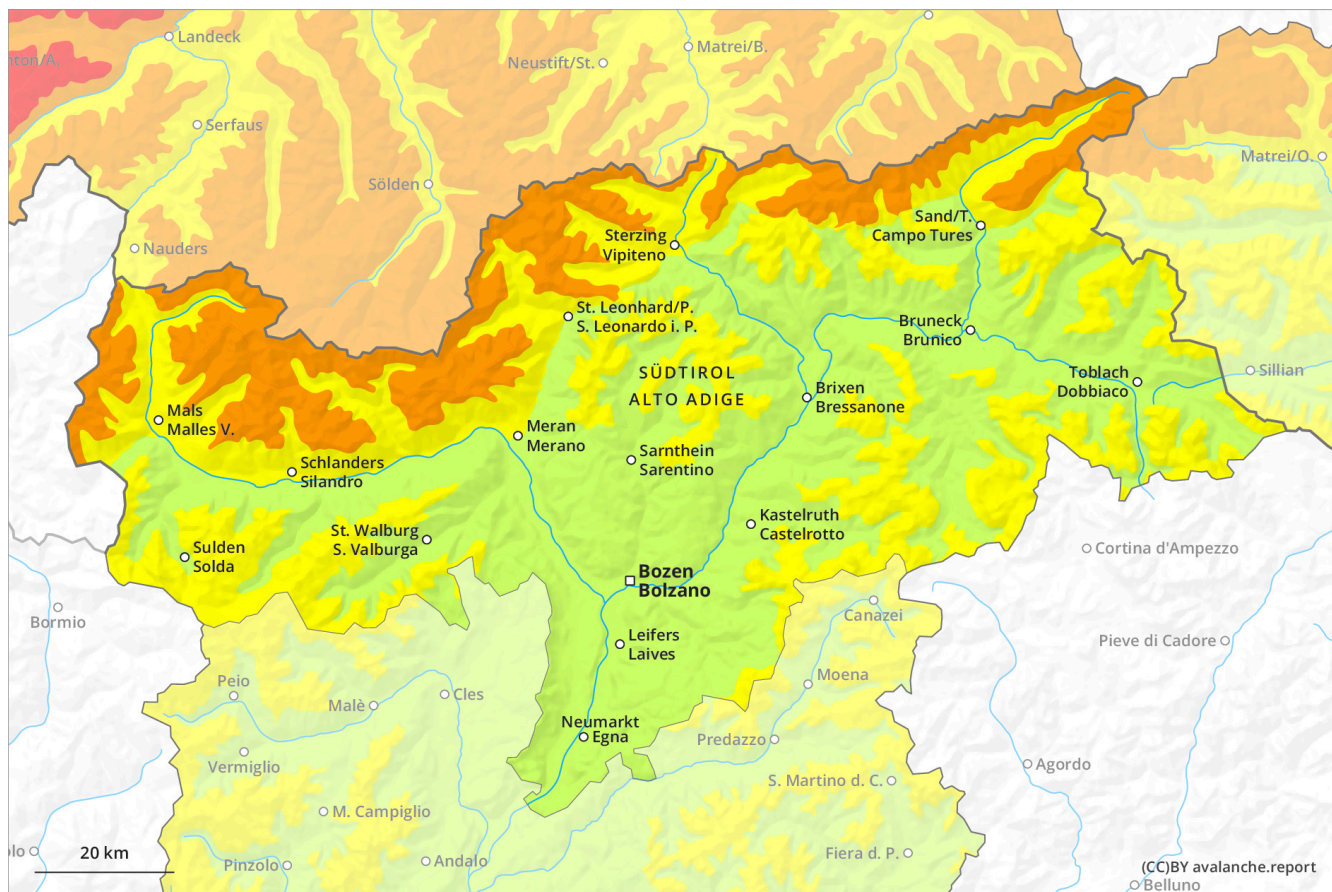 Landeck
nton/A.
Matrei/B.
Neustift/St.
Serfaus
Matrei/O.
Sölden
Sand/T.
Campo Tures
Sterzing
Vipiteno
Nauders
St. Leonhard/P.
S. Leonardo i. P.
Bruneck
Brunico
SÜDTIROL
ALTO ADIGE
Toblach
Dobbiaco
Sillian
Brixen
Bressanone
Mals
Malles V.
Meran
Merano
Sarnthein
Sarentino
Schlanders
Silandro
Kastelruth
Castelrotto
St. Walburg
S. Valburga
Sulden
Solda
Cortina d'Ampezzo
Bozen
Bolzano
Bormio
Canazei
Leifers
Laives
Pieve di Cadore
Moena
Peio
Cles
Malè
Neumarkt
Egna
Predazzo
Vermiglio
Agordo
S. Martino d. C.
M. Campiglio
olo
20 km
Pinzolo
Andalo
Fiera d. P.
(CC)BY avalanche.report
Belluno